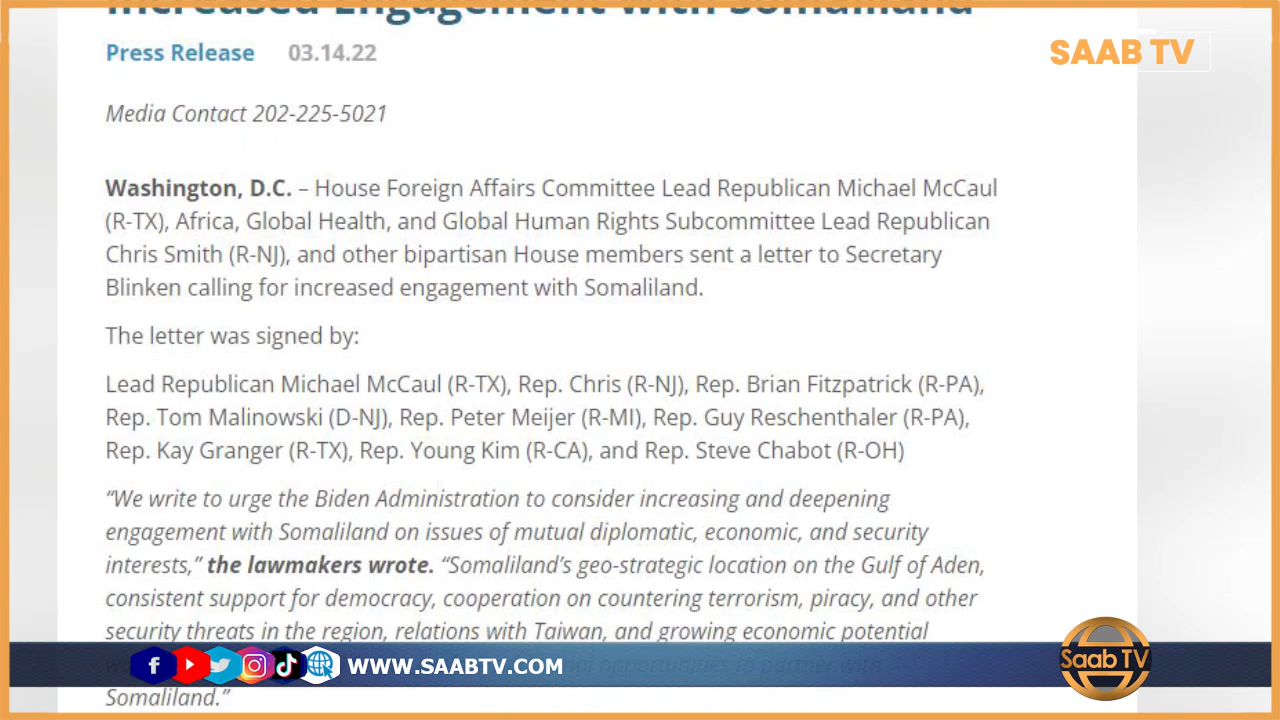 Increased Engagement with Somaliland
Press Release 03.14.22
SAAB TV
Media Contact 202-225-5021
Washington, D.C. – House Foreign Affairs Committee Lead Republican Michael McCaul
(R-TX), Africa, Global Health, and Global Human Rights Subcommittee Lead Republican
Chris Smith (R-NJ), and other bipartisan House members sent a letter to Secretary
Blinken calling for increased engagement with Somaliland.
The letter was signed by:
Lead Republican Michael McCaul (R-TX), Rep. Chris (R-NJ), Rep. Brian Fitzpatrick (R-PA),
Rep. Tom Malinowski (D-NJ), Rep. Peter Meijer (R-MI), Rep. Guy Reschenthaler (R-PA),
Rep. Kay Granger (R-TX), Rep. Young Kim (R-CA), and Rep. Steve Chabot (R-OH)
“We write to urge the Biden Administration to consider increasing and deepening
engagement with Somaliland on issues of mutual diplomatic, economic, and security
interests,” the lawmakers wrote. “Somaliland’s geo-strategic location on the Gulf of Aden,
consistent support for democracy, cooperation on countering terrorism, piracy, and other
security threats in the region, relations with Taiwan, and growing economic potential
WWW.SAABTV.COM
Saab TV
Somaliland.”